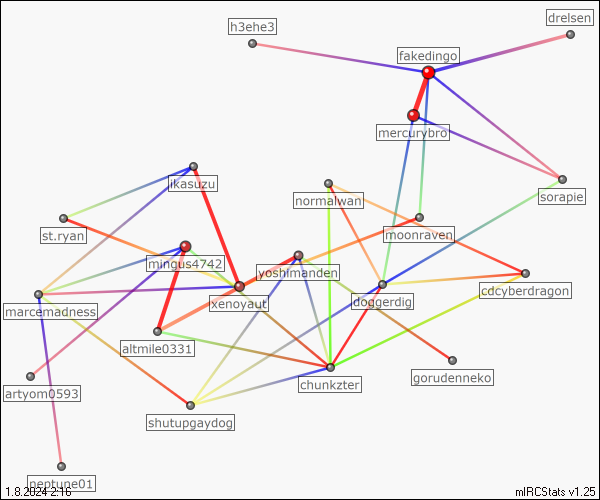 drelsen
h3ehe3
fakedingo
mercurybro
ikasuzu
sorapie
normalwan
st.ryan
moonraven
mingus4742
yoshimanden
cdcyberdragon
xenoyaut
doggerdig
marcemadness
altmile0331
gorudenneko
chunkzter
artyom0593
shutupgaydog
neptune01
1.8.2024 2:16
mIRCStats v1.25